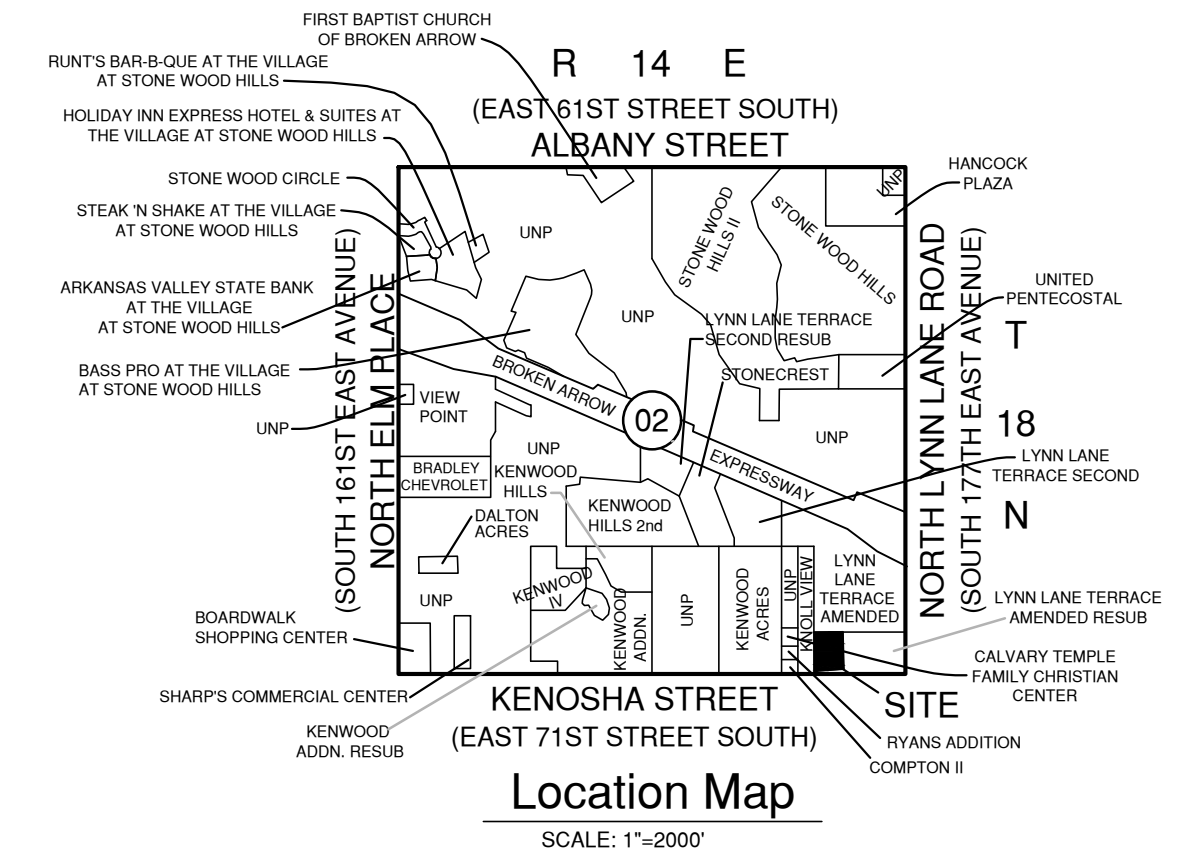 FIRST BAPTIST CHURCH
OF BROKEN ARROW
R 14 E
(EAST 61ST STREET SOUTH)
ALBANY STREET
RUNT'S BAR-B-QUE AT THE VILLAGE
AT STONE WOOD HILLS
HOLIDAY INN EXPRESS HOTEL & SUITES AT
THE VILLAGE AT STONE WOOD HILLS
STONE WOOD CIRCLE
STEAK 'N SHAKE AT THE VILLAGE
AT STONE WOOD HILLS
ARKANSAS VALLEY STATE BANK
AT THE VILLAGE
AT STONE WOOD HILLS
BASS PRO AT THE VILLAGE
AT STONE WOOD HILLS
UNP
(SOUTH 161ST EAST AVENUE)
NORTH ELM PLACE
UNP
UNP
STONE WOOD
HILLS II
STONE WOOD HILLS
UNP
HANCOCK
PLAZA
UNITED
PENTECOSTAL
NORTH LYNN LANE ROAD
(SOUTH 177TH EAST AVENUE)
T
18
N
LYNN LANE TERRACE
SECOND RESUB
STONECREST
BROKEN ARROW
02
EXPRESSWAY
VIEW
POINT
UNP
UNP
BRADLEY
CHEVROLET
KENWOOD
HILLS
KENWOOD
HILLS 2nd
LYNN LANE
TERRACE SECOND
DALTON
ACRES
UNP
KENWOOD
IV
KENWOOD
ADDN.
UNP
KENWOOD
ACRES
UNP
KNOLL VIEW
LYNN
LANE
TERRACE
AMENDED
LYNN LANE TERRACE
AMENDED RESUB
BOARDWALK
SHOPPING CENTER
CALVARY TEMPLE
FAMILY CHRISTIAN
CENTER
SHARP'S COMMERCIAL CENTER
KENWOOD
ADDN. RESUB
KENOSHA STREET
(EAST 71ST STREET SOUTH)
SITE
RYANS ADDITION
COMPTON II
Location Map
SCALE: 1"=2000'